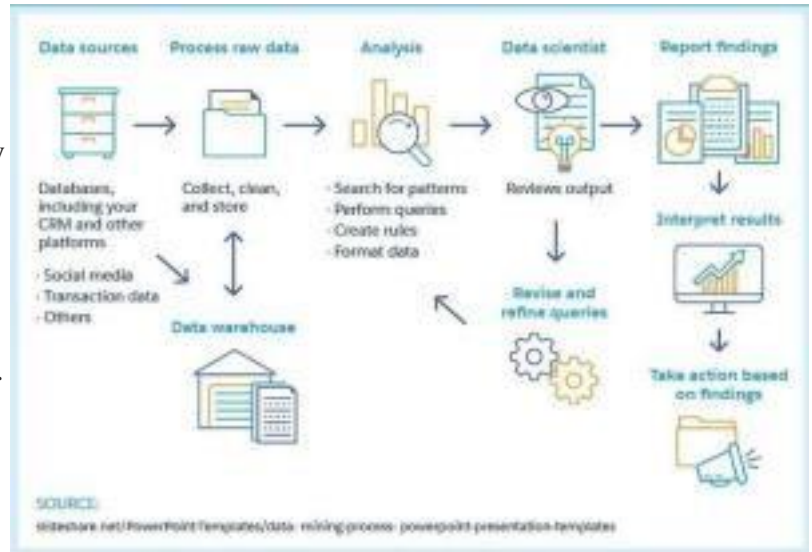 Data sources
Process raw data
Analysis
Data scientist
Report findings
Databases,
including your
CRM and other
platforms
· Social media
· Transaction data
· Others
Collect, clean,
and store
Data warehouse
· Search for patterns
· Perform queries
· Create rules
· Format data
Reviews output
Revise and
refine queries
Interpret results
Take action based
on findings
SOURCE:
slideshare.net/PowerPointTemplates/data-mining-process-powerpoint-presentation-templates